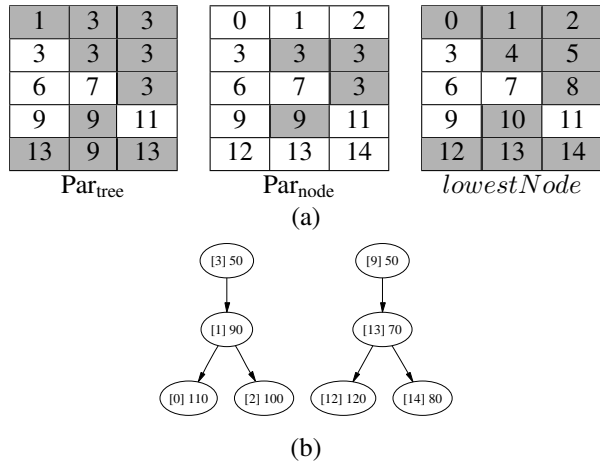 1 3 3 0 1 2 0 1 2
3 3 3 3 3 3 3 4 5
6 7 3 6 7 3 6 7 8
9 9 11 9 9 11 9 10 11
13 9 13 12 13 14 12 13 14
Par_tree Par_node lowestNode
(a)
[3] 50 [9] 50
[1] 90 [13] 70
[0] 110 [2] 100 [12] 120 [14] 80
(b)